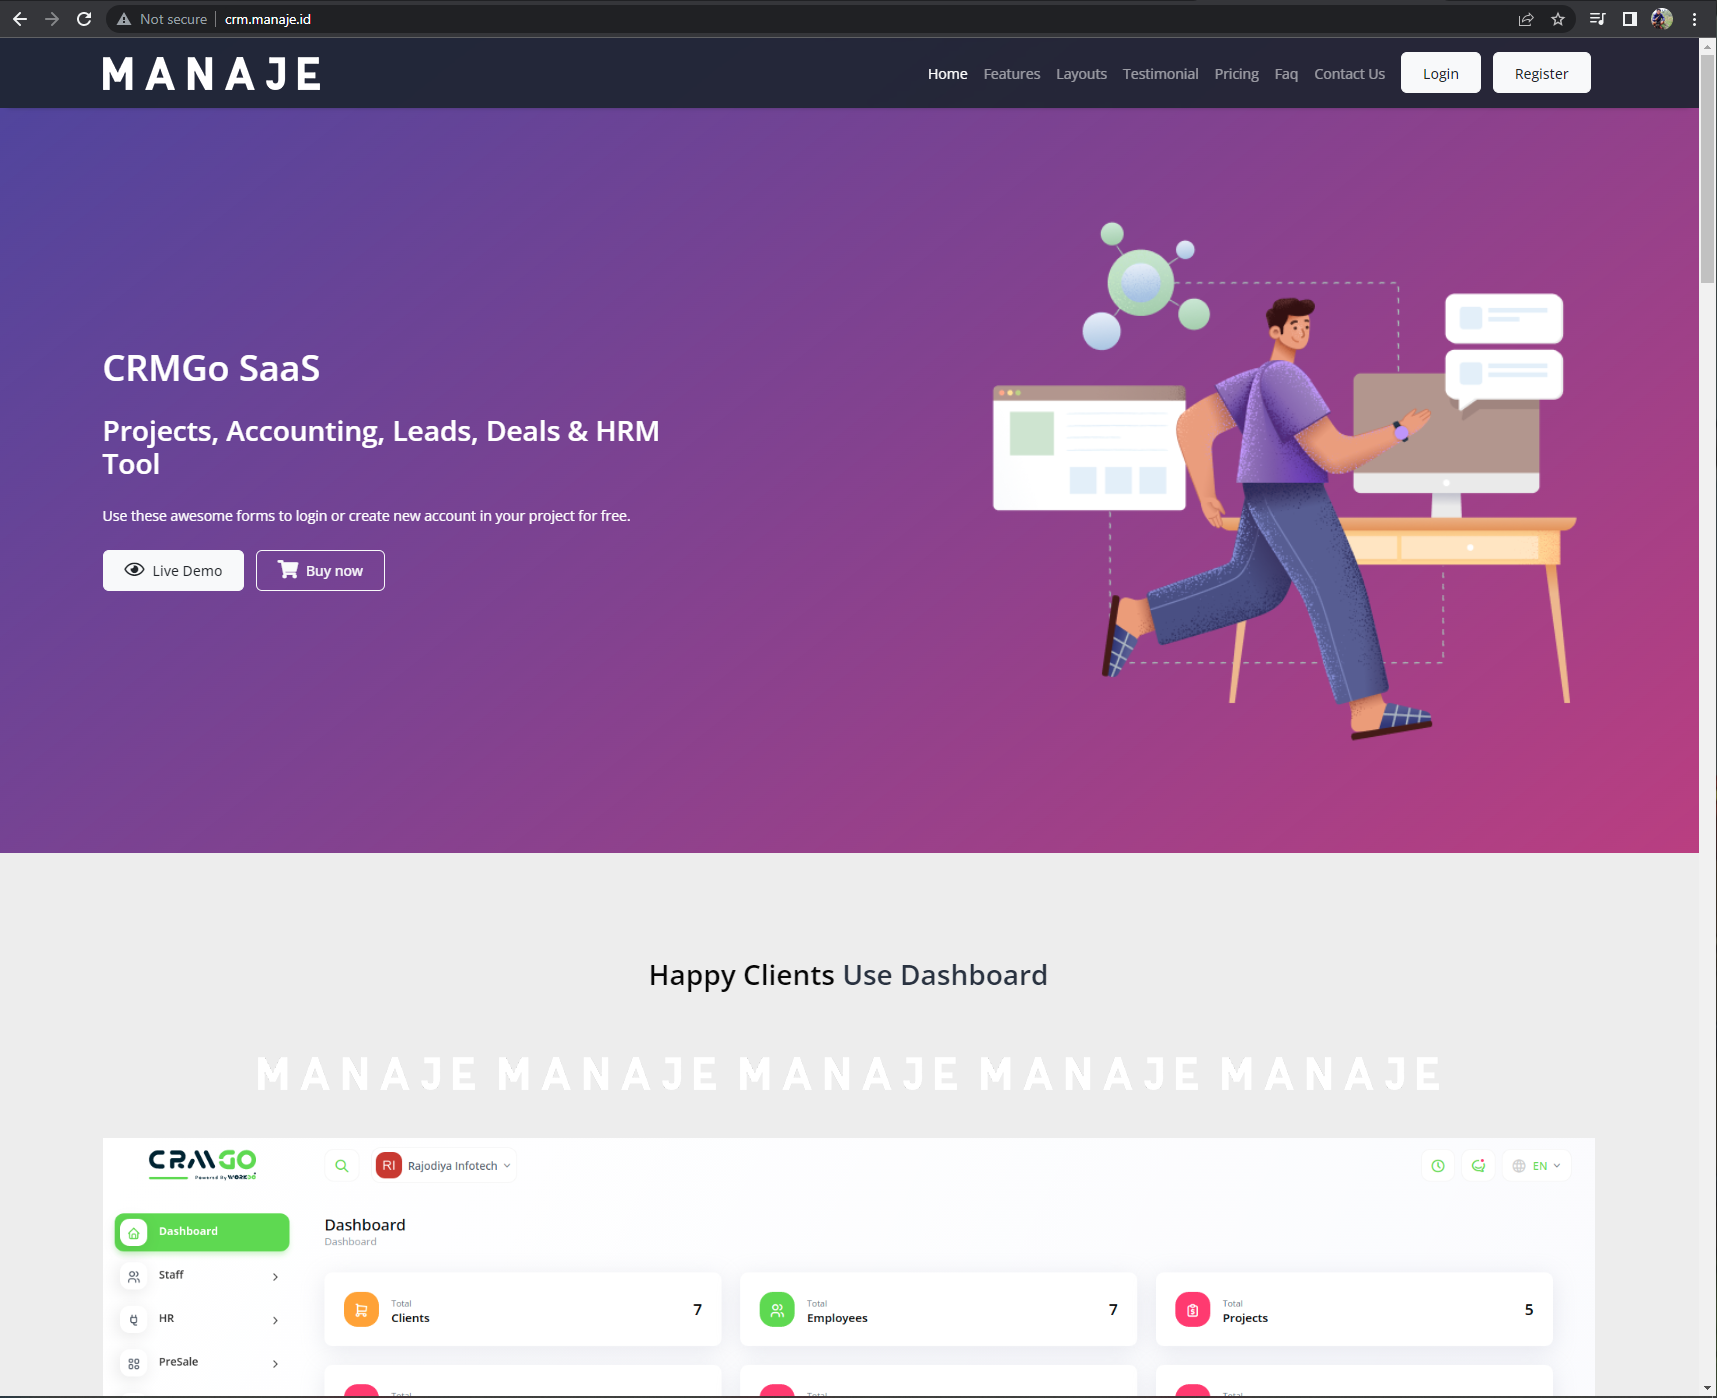 Not secure | crm.manaje.id
MANAJE
Home Features Layouts Testimonial Pricing Faq Contact Us Login Register
CRMGo SaaS
Projects, Accounting, Leads, Deals & HRM
Tool
Use these awesome forms to login or create new account in your project for free.
Live Demo Buy now
Happy Clients Use Dashboard
MANAJE MANAJE MANAJE MANAJE MANAJE
CRMGO
Powered By WORKDO
RI Rajodiya Infotech
EN
Dashboard
Dashboard
Dashboard
Staff
HR
PreSale
Total
Clients
7
Total
Employees
7
Total
Projects
5
Total
Total
Total